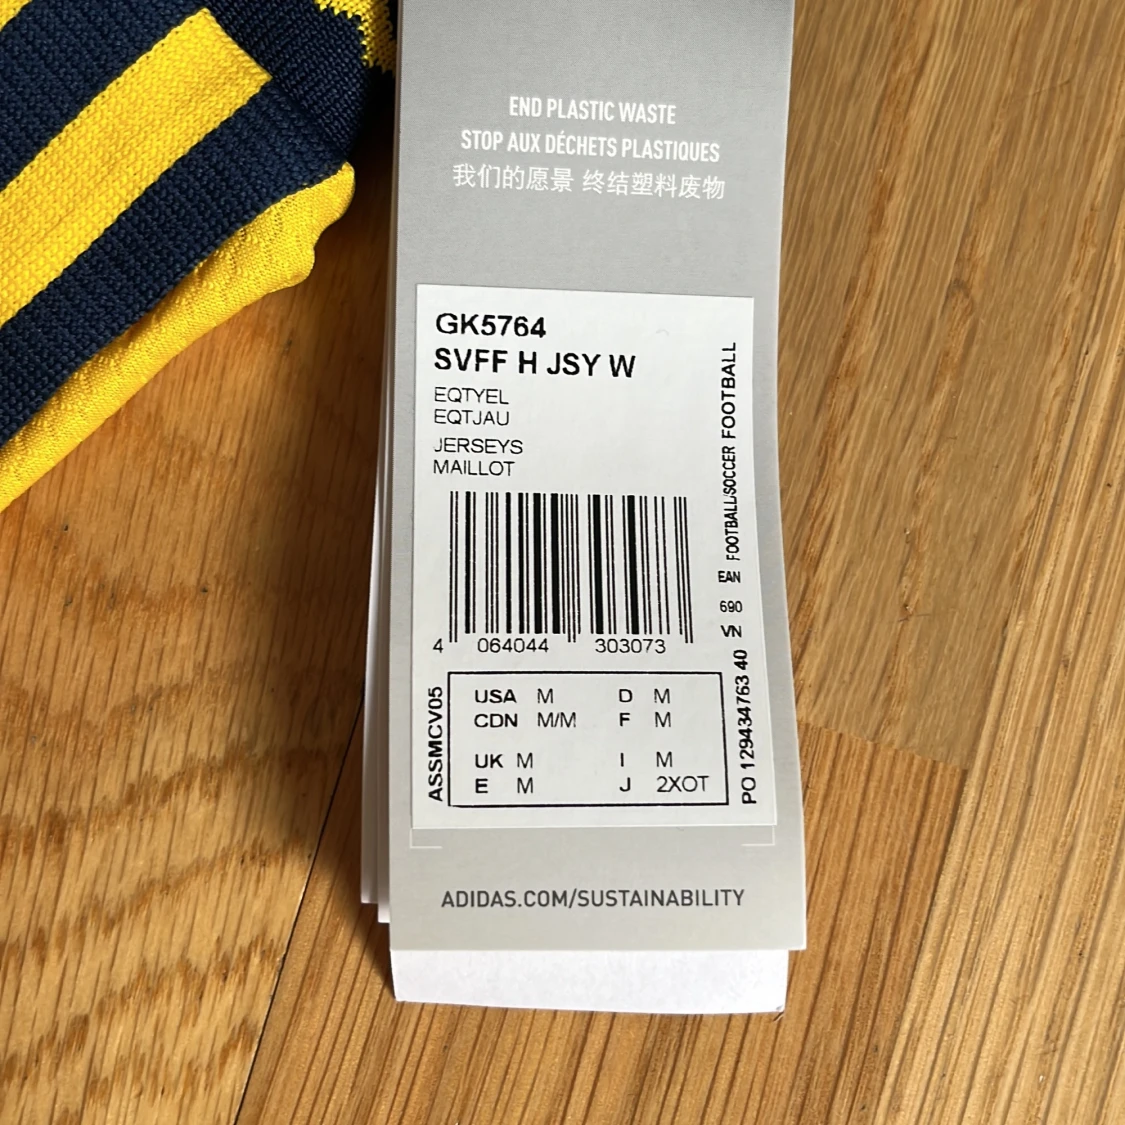 END PLASTIC WASTE
STOP AUX DÉCHETS PLASTIQUES
我们的愿景 终结塑料废物
GK5764
SVFF H JSY W
EQTYEL
EQTJAU
JERSEYS
MAILLOT
FOOTBALL/SOCCER FOOTBALL
EAN
690
VN
4 064044 303073
PO 129434763 40
ASSMCV05
USA M D M
CDN M/M F M
UK M I M
E M J 2XOT
ADIDAS.COM/SUSTAINABILITY